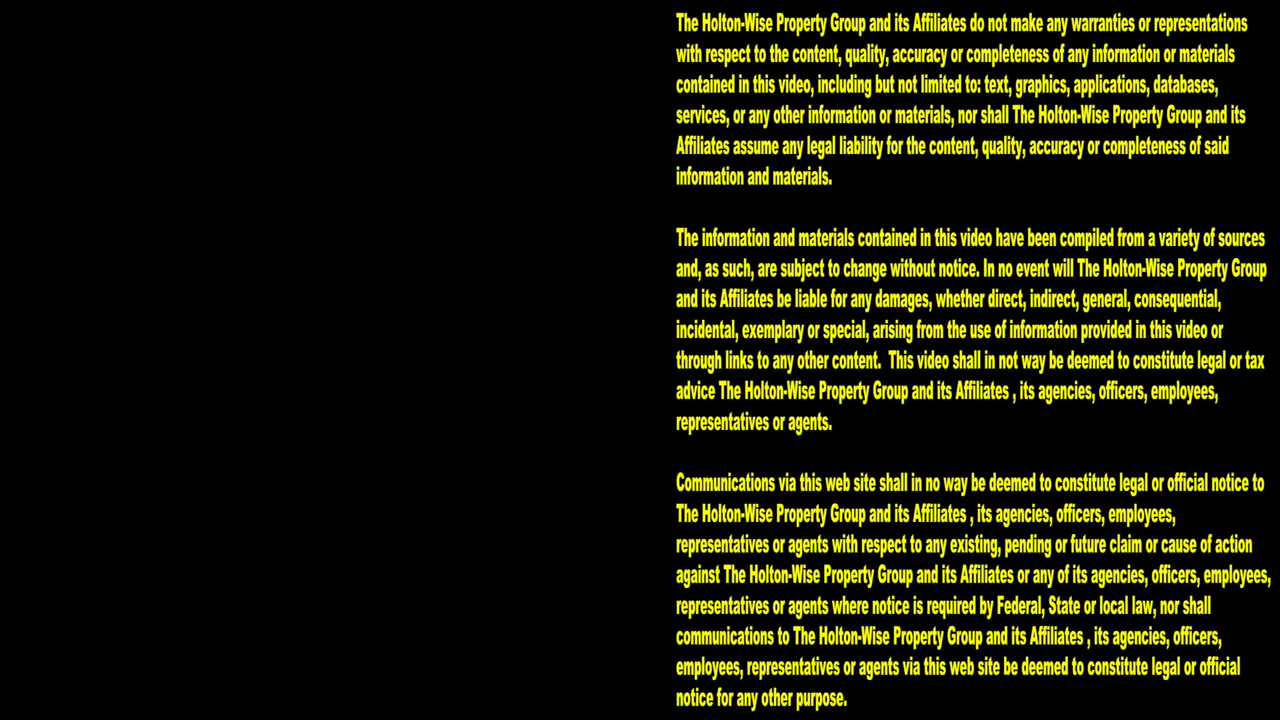 The Holton-Wise Property Group and its Affiliates do not make any warranties or representations
with respect to the content, quality, accuracy or completeness of any information or materials
contained in this video, including but not limited to: text, graphics, applications, databases,
services, or any other information or materials, nor shall The Holton-Wise Property Group and its
Affiliates assume any legal liability for the content, quality, accuracy or completeness of said
information and materials.
The information and materials contained in this video have been compiled from a variety of sources
and, as such, are subject to change without notice. In no event will The Holton-Wise Property Group
and its Affiliates be liable for any damages, whether direct, indirect, general, consequential,
incidental, exemplary or special, arising from the use of information provided in this video or
through links to any other content.  This video shall in not way be deemed to constitute legal or tax
advice The Holton-Wise Property Group and its Affiliates , its agencies, officers, employees,
representatives or agents.
Communications via this web site shall in no way be deemed to constitute legal or official notice to
The Holton-Wise Property Group and its Affiliates , its agencies, officers, employees,
representatives or agents with respect to any existing, pending or future claim or cause of action
against The Holton-Wise Property Group and its Affiliates or any of its agencies, officers, employees,
representatives or agents where notice is required by Federal, State or local law, nor shall
communications to The Holton-Wise Property Group and its Affiliates , its agencies, officers,
employees, representatives or agents via this web site be deemed to constitute legal or official
notice for any other purpose.